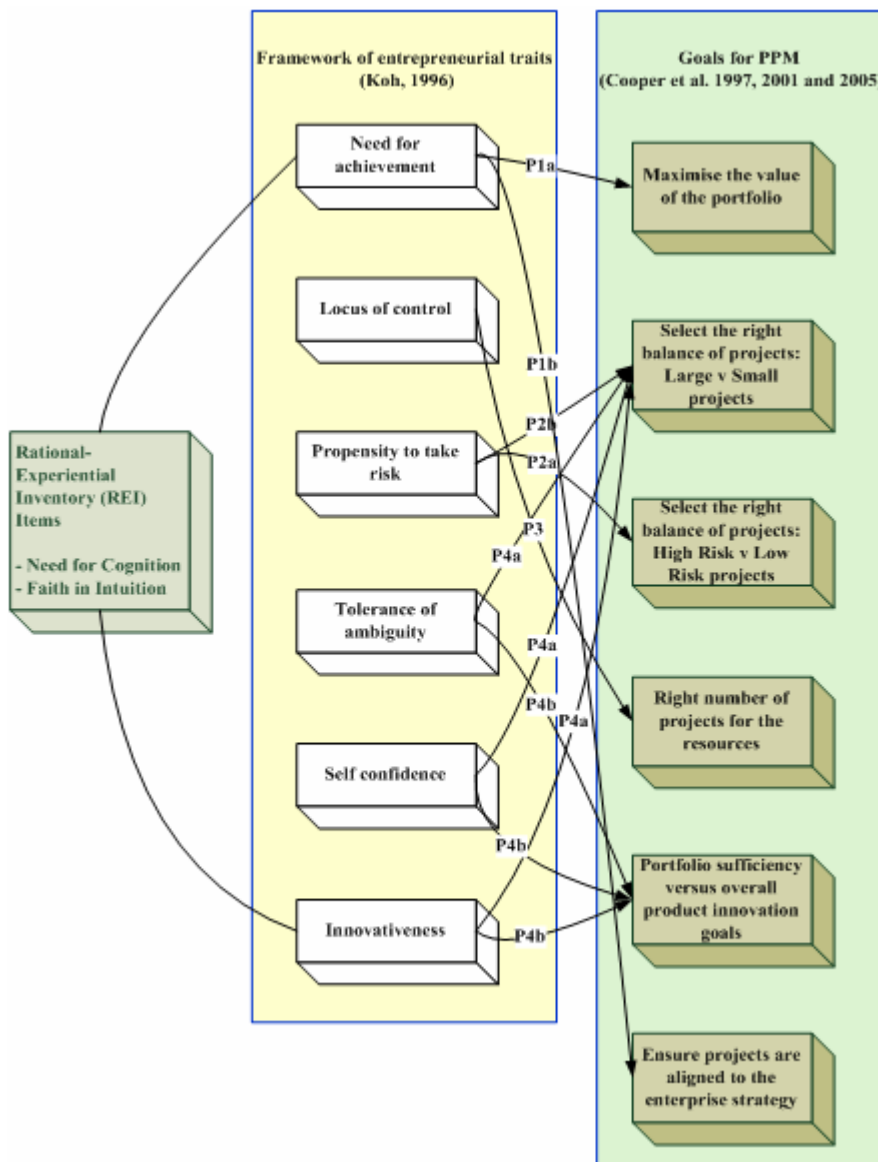 Framework of entrepreneurial traits
(Koh, 1996)
Goals for PPM
(Cooper et al. 1997, 2001 and 2005)
Need for
achievement
P1a
Maximise the value
of the portfolio
Locus of control
P1b
Select the right
balance of projects:
Large v Small
projects
Rational-
Experiential
Inventory (REI)
Items
- Need for Cognition
- Faith in Intuition
Propensity to take
risk
P2b
P2a
Select the right
balance of projects:
High Risk v Low
Risk projects
P3
P4a
Tolerance of
ambiguity
P4a
P4b
P4a
Right number of
projects for the
resources
Self confidence
P4b
Portfolio sufficiency
versus overall
product innovation
goals
Innovativeness
P4b
Ensure projects are
aligned to the
enterprise strategy